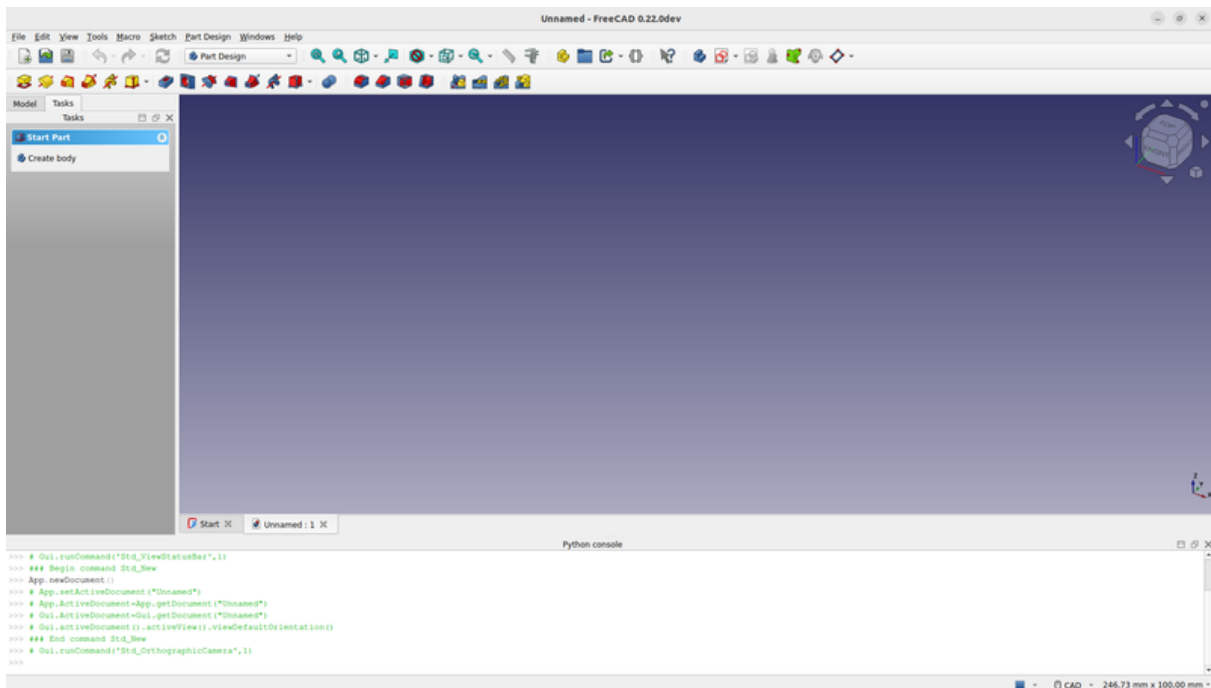 Unnamed - FreeCAD 0.22.0dev
File Edit View Tools Macro Sketch Part Design Windows Help
Part Design
Model Tasks
Tasks
Start Part
Create body
TOP
FRONT
Z
Y
Start Unnamed : 1
Python console
>>> # Gui.runCommand('Std_ViewStatusBar',1)
>>> ### Begin command Std_New
>>> App.newDocument()
>>> # App.setActiveDocument("Unnamed")
>>> # App.ActiveDocument=App.getDocument("Unnamed")
>>> # Gui.ActiveDocument=Gui.getDocument("Unnamed")
>>> # Gui.activeDocument().activeView().viewDefaultOrientation()
>>> ### End command Std_New
>>> # Gui.runCommand('Std_OrthographicCamera',1)
>>>
CAD 246.73 mm x 100.00 mm